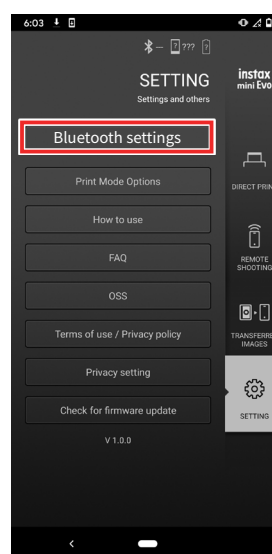 6:03
-- ? ??? ?
SETTING
Settings and others
Bluetooth settings
Print Mode Options
How to use
FAQ
OSS
Terms of use / Privacy policy
Privacy setting
Check for firmware update
V 1.0.0
instax
mini Evo
DIRECT PRIN
REMOTE
SHOOTING
TRANSFERRE
IMAGES
SETTING